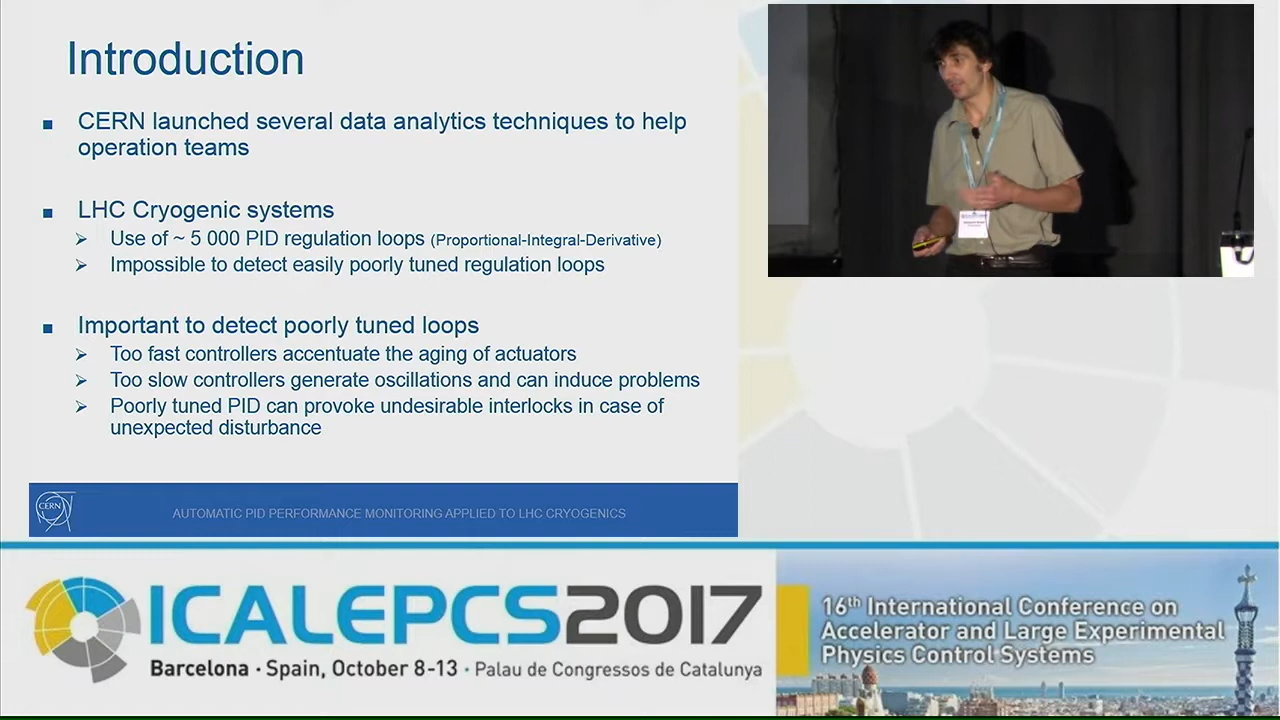 Introduction
CERN launched several data analytics techniques to help
operation teams
LHC Cryogenic systems
Use of ~ 5 000 PID regulation loops (Proportional-Integral-Derivative)
Impossible to detect easily poorly tuned regulation loops
Important to detect poorly tuned loops
Too fast controllers accentuate the aging of actuators
Too slow controllers generate oscillations and can induce problems
Poorly tuned PID can provoke undesirable interlocks in case of
unexpected disturbance
CERN
AUTOMATIC PID PERFORMANCE MONITORING APPLIED TO LHC CRYOGENICS
ICALEPCS2017
Barcelona · Spain, October 8-13 · Palau de Congressos de Catalunya
16th International Conference on
Accelerator and Large Experimental
Physics Control Systems